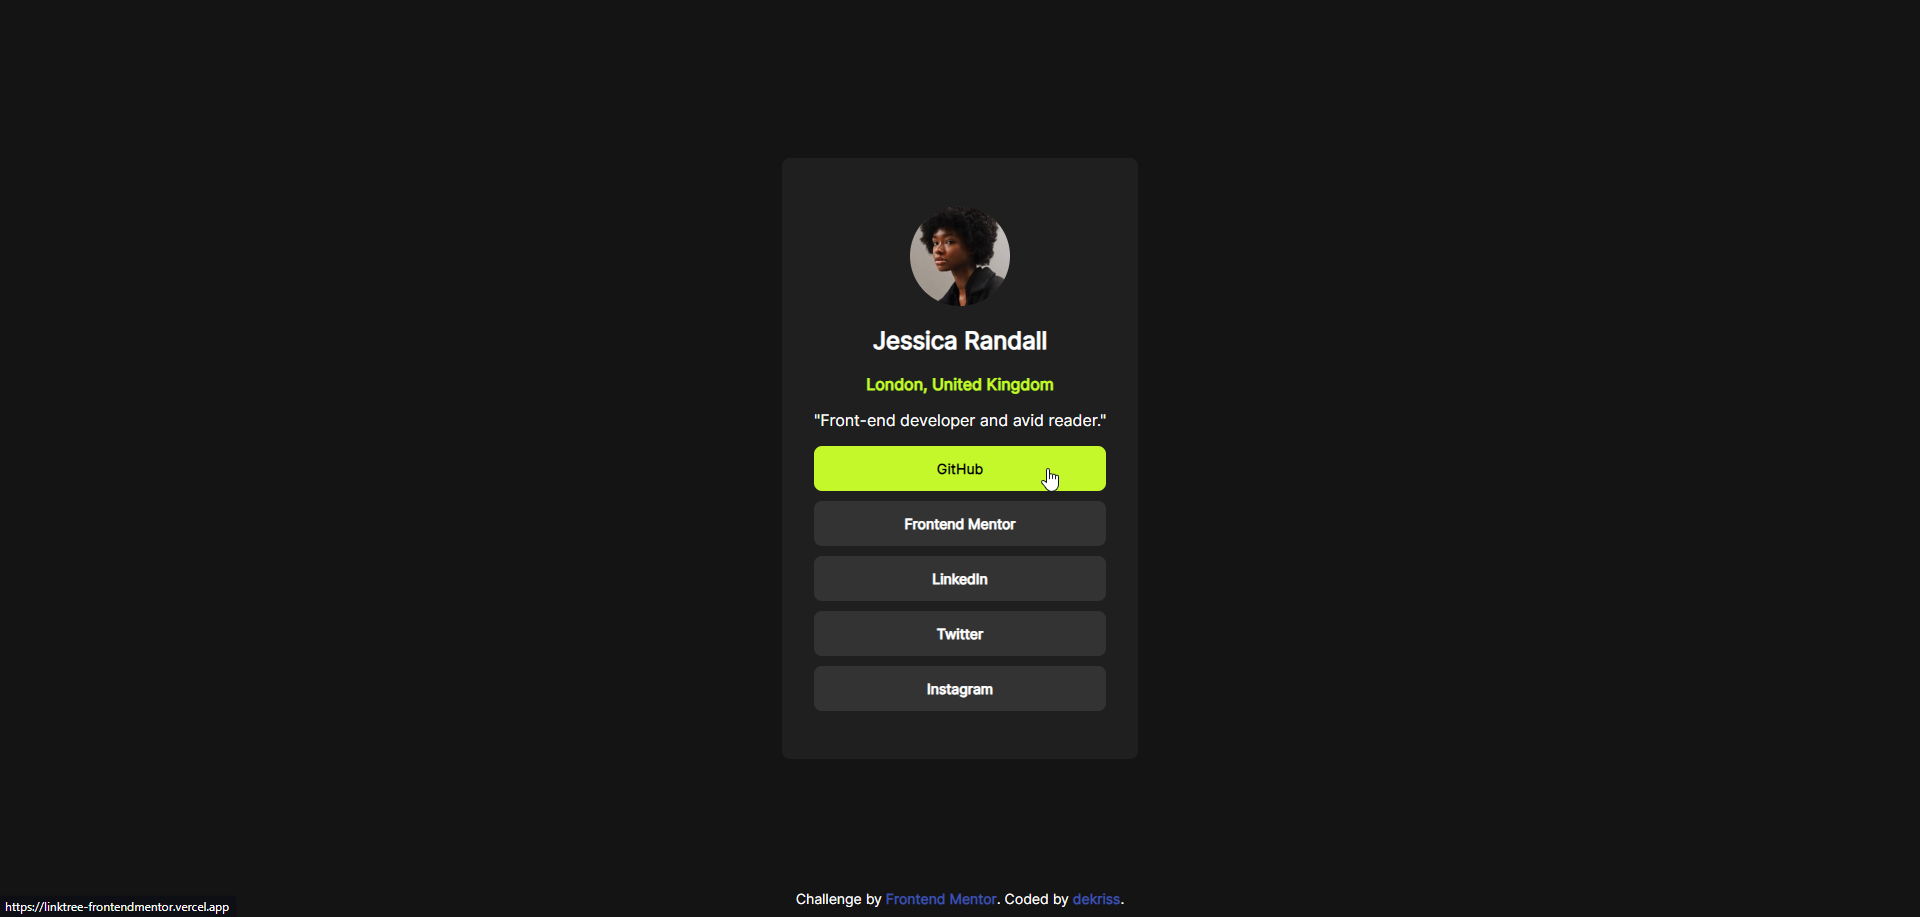 Jessica Randall
London, United Kingdom
"Front-end developer and avid reader."
GitHub
Frontend Mentor
LinkedIn
Twitter
Instagram
Challenge by Frontend Mentor. Coded by dekriss.
https://linktree-frontendmentor.vercel.app